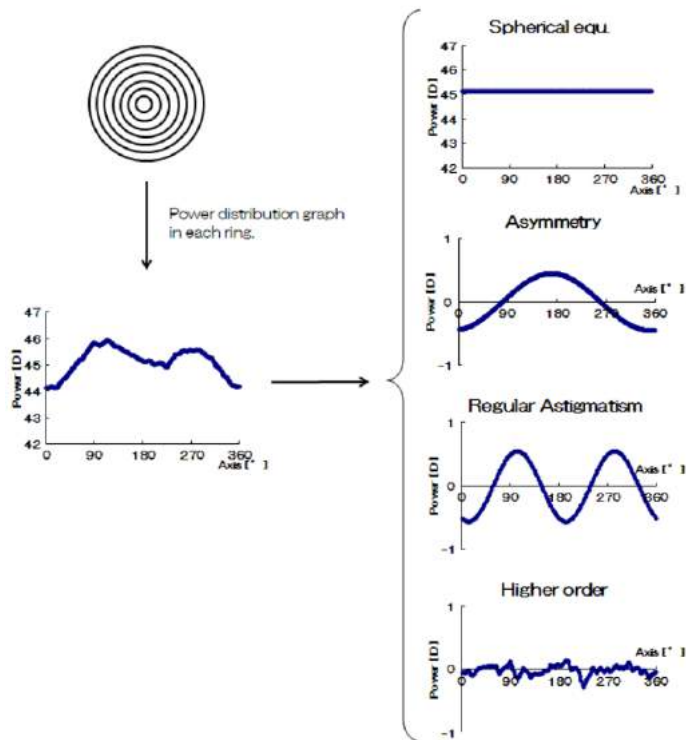 Spherical equ.
Power [D]
47
46
45
44
43
42
0 90 180 270 360
Axis [°]
Power distribution graph
in each ring.
Asymmetry
Power [D]
1
0
-1
Axis [°]
0 90 180 270 360
Power [D]
47
46
45
44
43
42
0 90 180 270 360
Axis [°]
Regular Astigmatism
Power [D]
1
0
-1
Axis [°]
0 90 180 270 360
Higher order
Power [D]
1
0
-1
Axis [°]
0 90 180 270 360